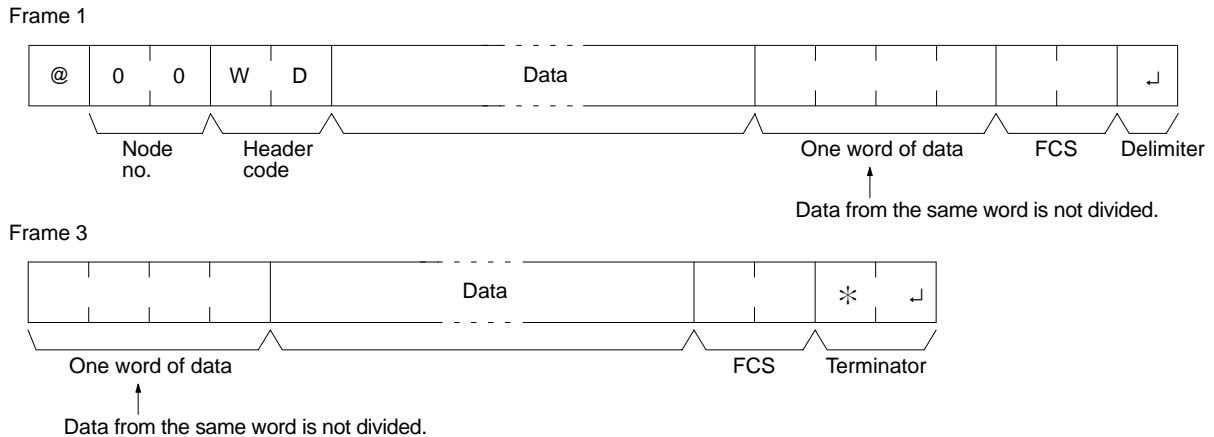 Frame 1
@ 0 0 W D Data ↵
Node no. Header code One word of data FCS Delimiter
Data from the same word is not divided.
Frame 3
Data * ↵
One word of data FCS Terminator
Data from the same word is not divided.